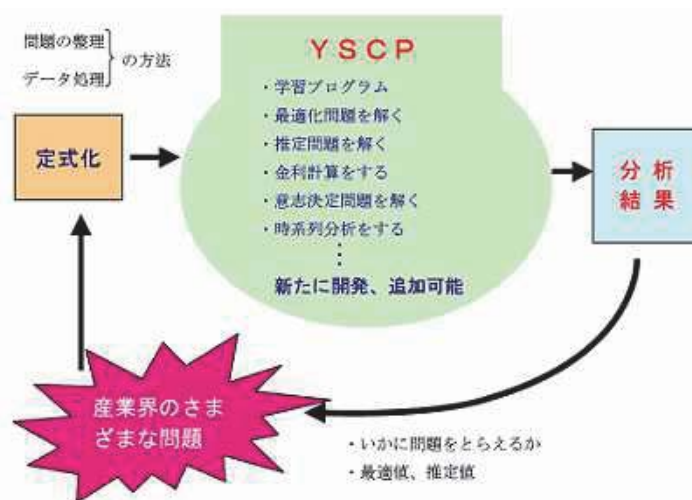 問題の整理
データ処理
の方法
定式化
YSCP
・学習プログラム
・最適化問題を解く
・推定問題を解く
・金利計算をする
・意志決定問題を解く
・時系列分析をする
新たに開発、追加可能
分析
結果
産業界のさま
ざまな問題
・いかに問題をとらえるか
・最適値、推定値